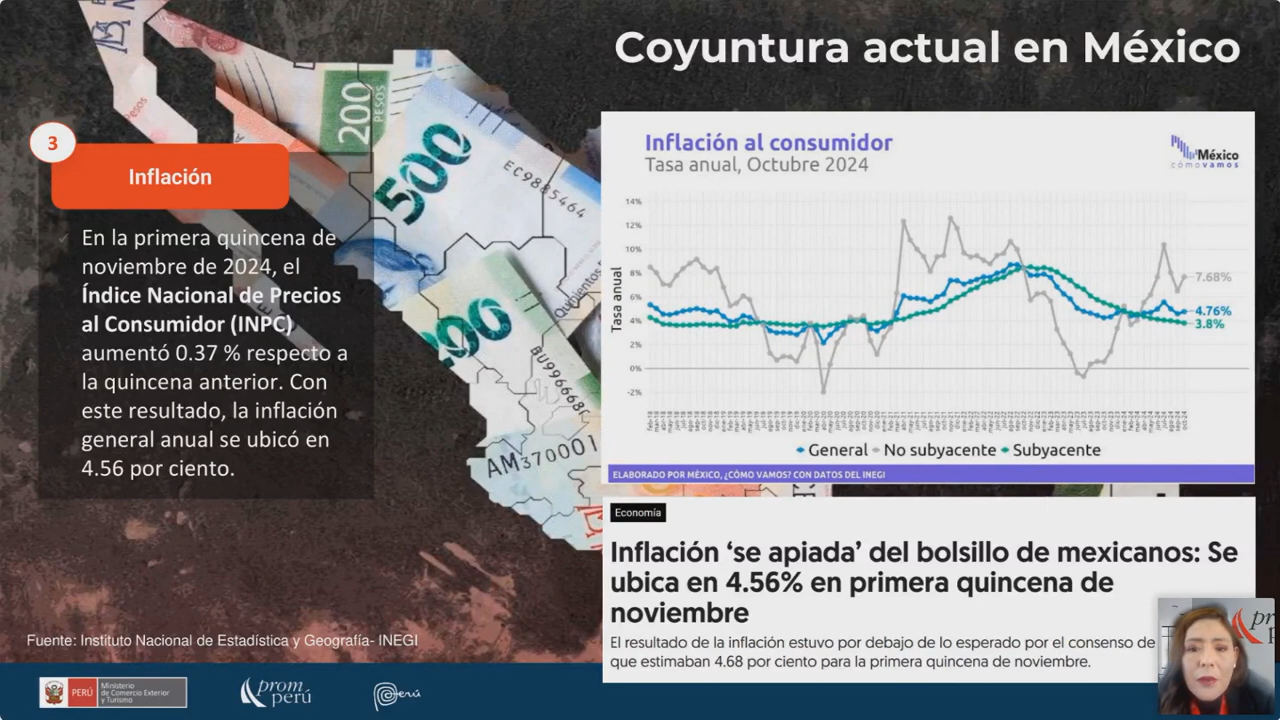 Coyuntura actual en México
3
Inflación
En la primera quincena de
noviembre de 2024, el
Índice Nacional de Precios
al Consumidor (INPC)
aumentó 0.37 % respecto a
la quincena anterior. Con
este resultado, la inflación
general anual se ubicó en
4.56 por ciento.
200
PESOS
500
EC9885464
Quinientos
BU996668
AM370001
Inflación al consumidor
Tasa anual, Octubre 2024
México
cómo vamos
Tasa anual
14%
12%
10%
8%
6%
4%
2%
0%
-2%
7.68%
4.76%
3.8%
General No subyacente Subyacente
ELABORADO POR MÉXICO, ¿CÓMO VAMOS? CON DATOS DEL INEGI
Economía
Inflación ‘se apiada’ del bolsillo de mexicanos: Se
ubica en 4.56% en primera quincena de
noviembre
El resultado de la inflación estuvo por debajo de lo esperado por el consenso de
que estimaban 4.68 por ciento para la primera quincena de noviembre.
Fuente: Instituto Nacional de Estadística y Geografía- INEGI
PERÚ
Ministerio
de Comercio Exterior
y Turismo
prom
perú
Perú